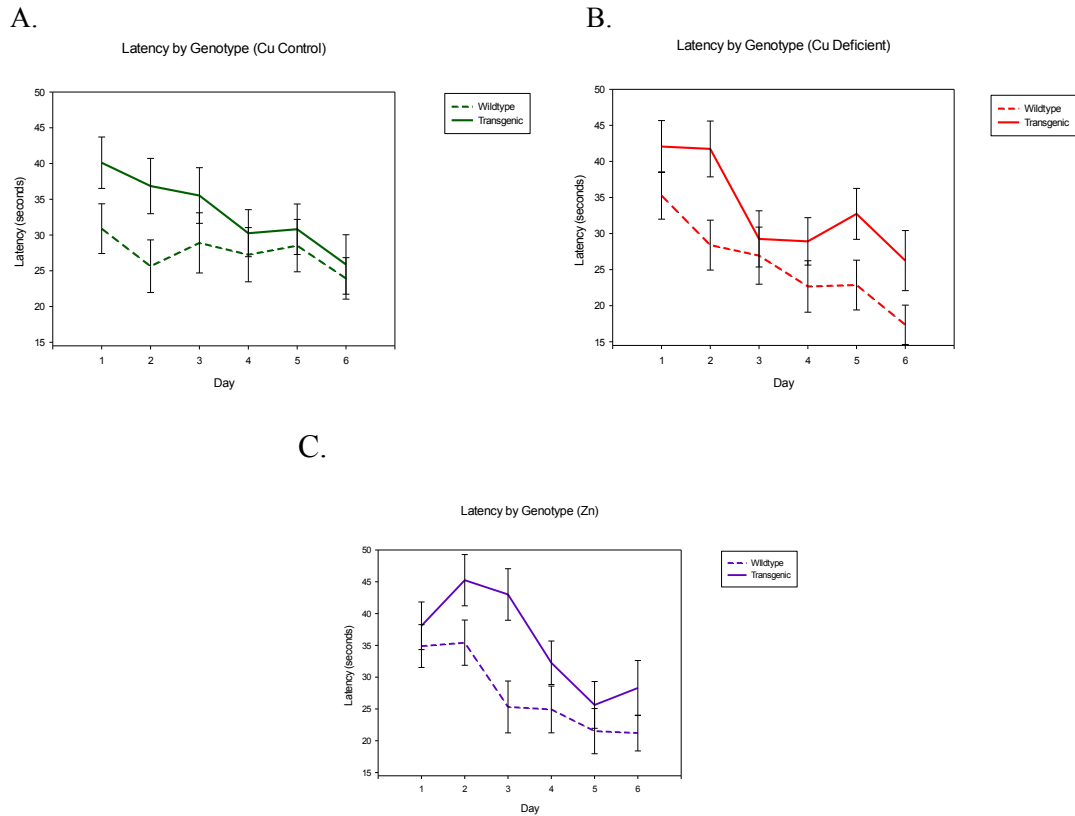 A.
Latency by Genotype (Cu Control)
50
45
40
35
30
25
20
15
Latency (seconds)
1 2 3 4 5 6
Day
Wildtype
Transgenic
B.
Latency by Genotype (Cu Deficient)
50
45
40
35
30
25
20
15
Latency (seconds)
1 2 3 4 5 6
Day
Wildtype
Transgenic
C.
Latency by Genotype (Zn)
50
45
40
35
30
25
20
15
Latency (seconds)
1 2 3 4 5 6
Day
WIldtype
Transgenic